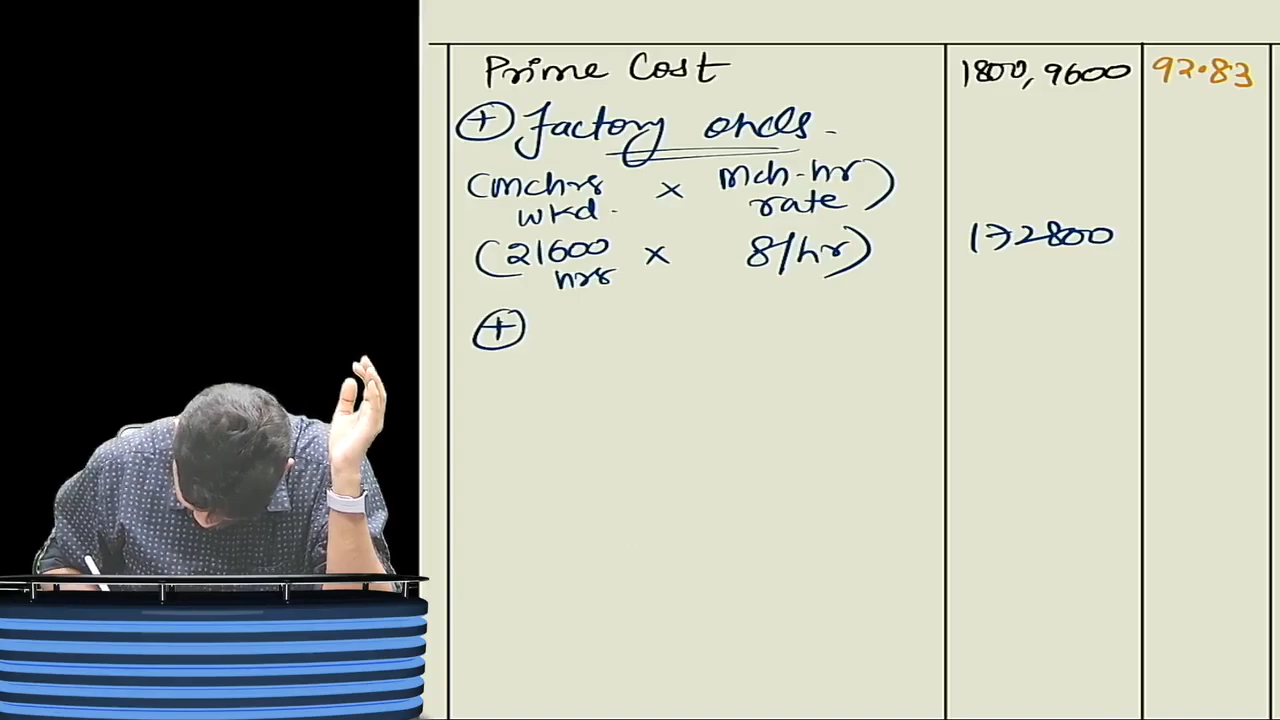 Prime Cost 1800,9600 92.83
+ factory ohds.
(mchrs wkd. × mch-hr rate)
(21600 hrs × 8/hr) 172800
+